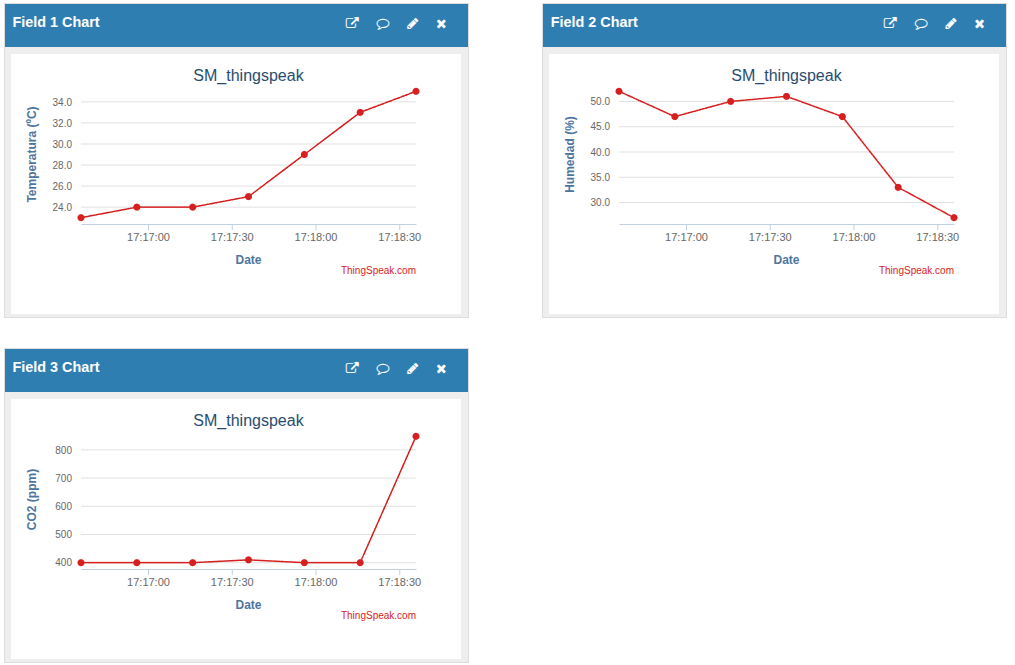 Field 1 Chart
SM_thingspeak
Temperatura (ºC)
34.0
32.0
30.0
28.0
26.0
24.0
17:17:00 17:17:30 17:18:00 17:18:30
Date
ThingSpeak.com
Field 2 Chart
SM_thingspeak
Humedad (%)
50.0
45.0
40.0
35.0
30.0
17:17:00 17:17:30 17:18:00 17:18:30
Date
ThingSpeak.com
Field 3 Chart
SM_thingspeak
CO2 (ppm)
800
700
600
500
400
17:17:00 17:17:30 17:18:00 17:18:30
Date
ThingSpeak.com